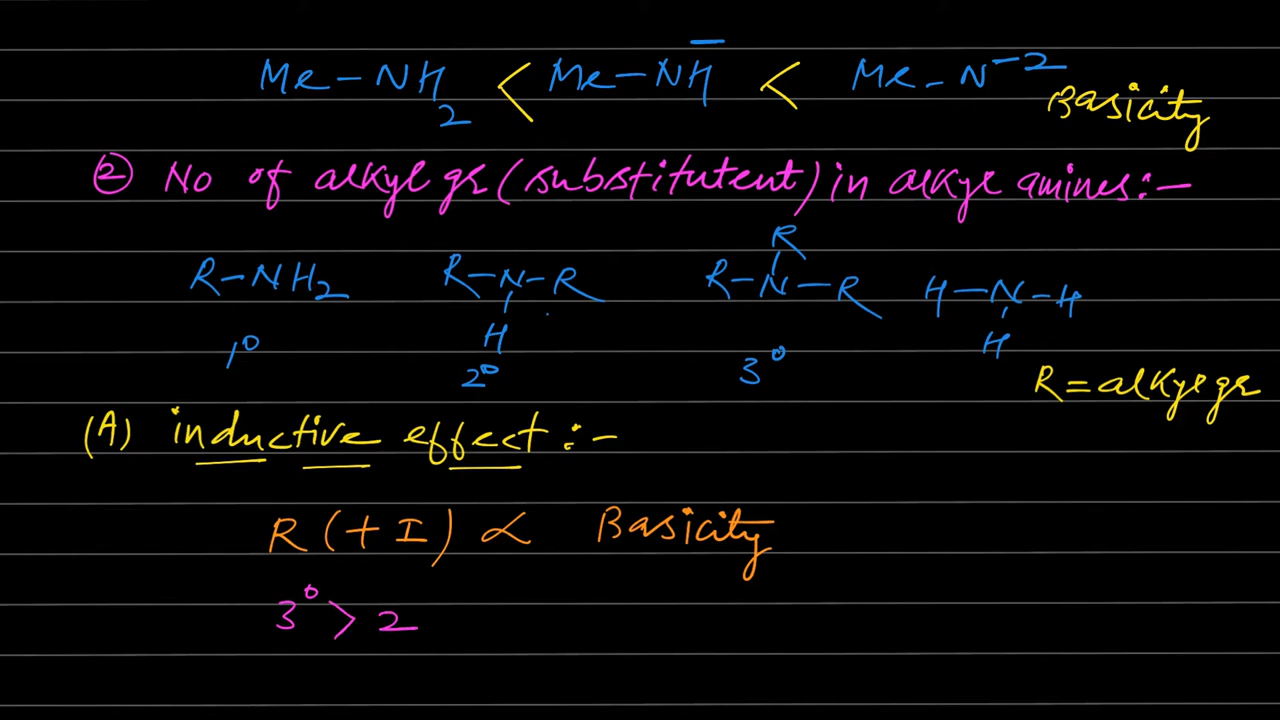 Me-NH2 < Me-NH⁻ < Me-N⁻² Basicity
② No of alkyl gr (substitutent) in alkyl amines:-
R-NH2 R-N-R R-N-R H-N-H
H R H
1° 2° 3°
R = alkyl gr
(A) inductive effect :-
R (+I) ∝ Basicity
3° > 2